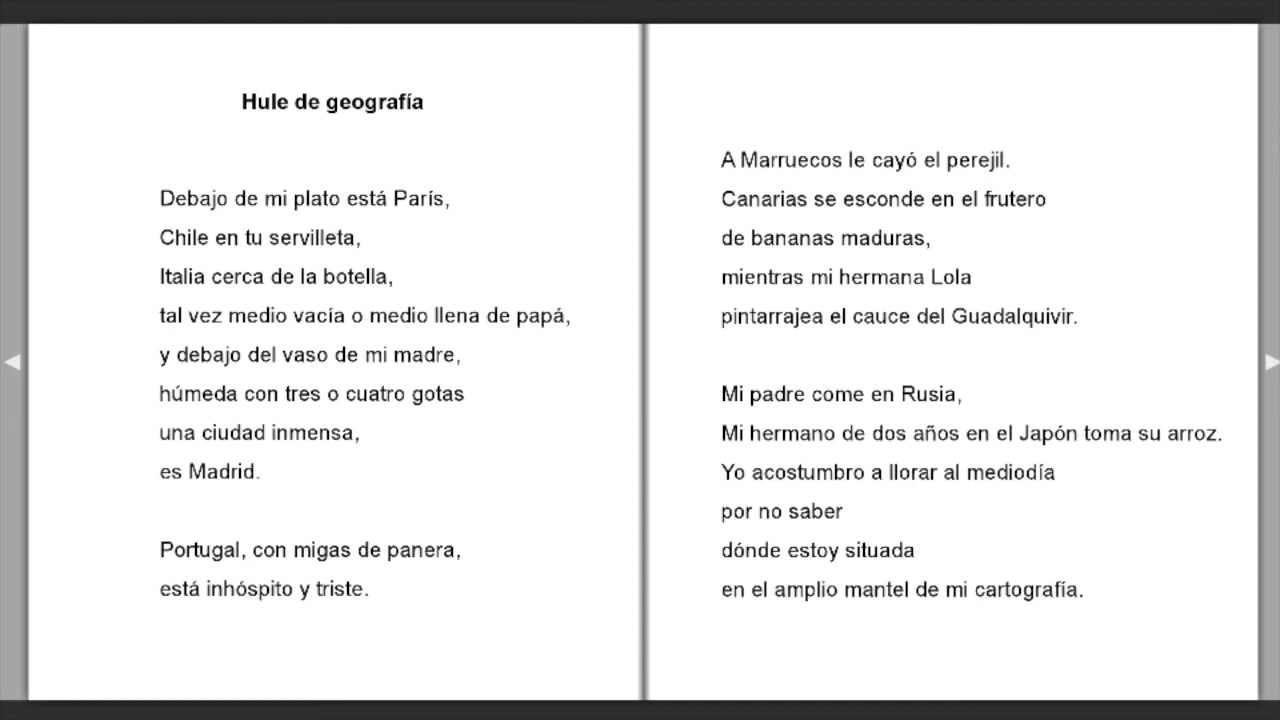 Hule de geografía
Debajo de mi plato está París,
Chile en tu servilleta,
Italia cerca de la botella,
tal vez medio vacía o medio llena de papá,
y debajo del vaso de mi madre,
húmeda con tres o cuatro gotas
una ciudad inmensa,
es Madrid.
Portugal, con migas de panera,
está inhóspito y triste.
A Marruecos le cayó el perejil.
Canarias se esconde en el frutero
de bananas maduras,
mientras mi hermana Lola
pintarrajea el cauce del Guadalquivir.
Mi padre come en Rusia,
Mi hermano de dos años en el Japón toma su arroz.
Yo acostumbro a llorar al mediodía
por no saber
dónde estoy situada
en el amplio mantel de mi cartografía.